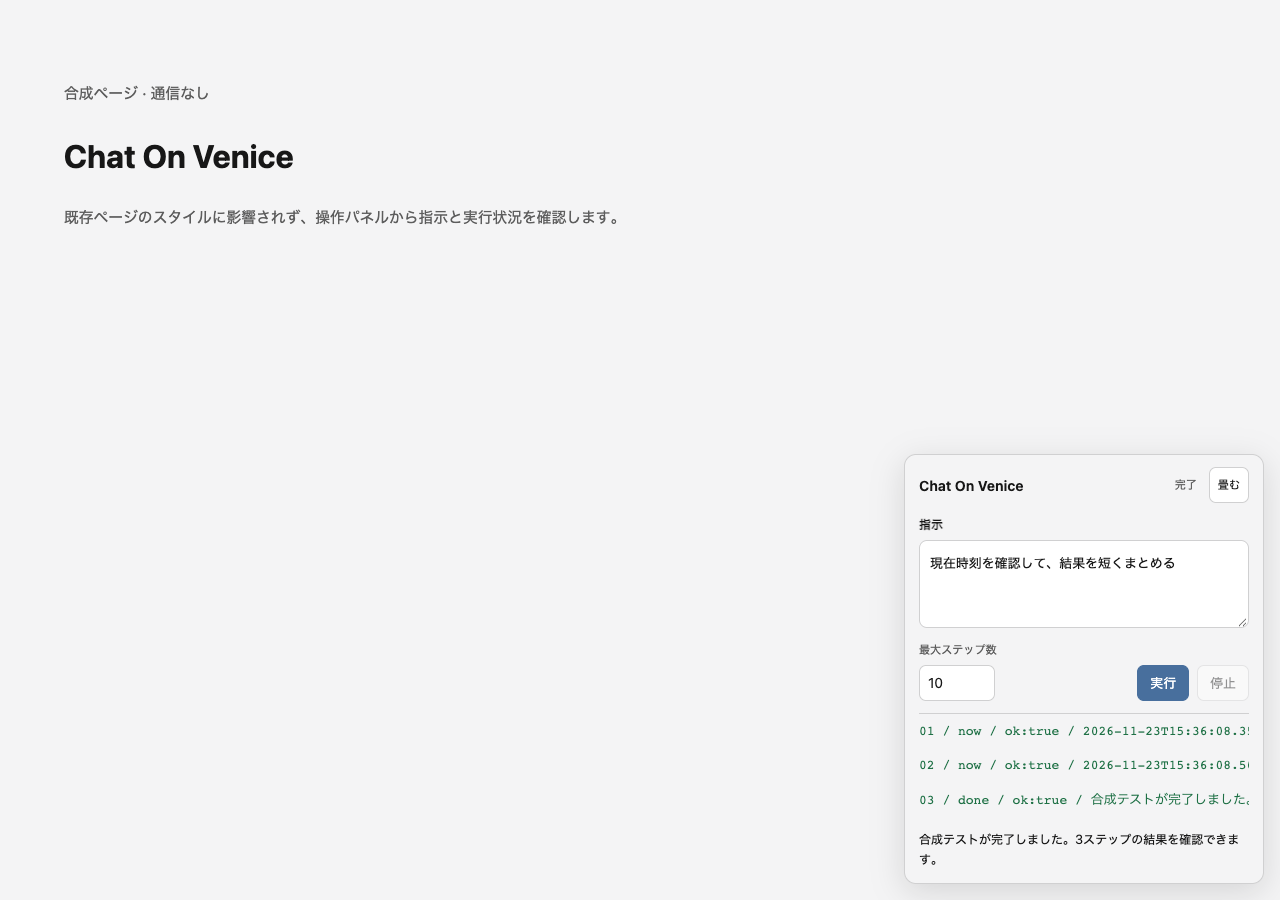 合成ページ · 通信なし
Chat On Venice
既存ページのスタイルに影響されず、操作パネルから指示と実行状況を確認します。
Chat On Venice
完了
畳む
指示
現在時刻を確認して、結果を短くまとめる
最大ステップ数
10
実行
停止
01 / now / ok:true / 2026-11-23T15:36:08.3
02 / now / ok:true / 2026-11-23T15:36:08.5
03 / done / ok:true / 合成テストが完了しました。
合成テストが完了しました。3ステップの結果を確認できま
す。